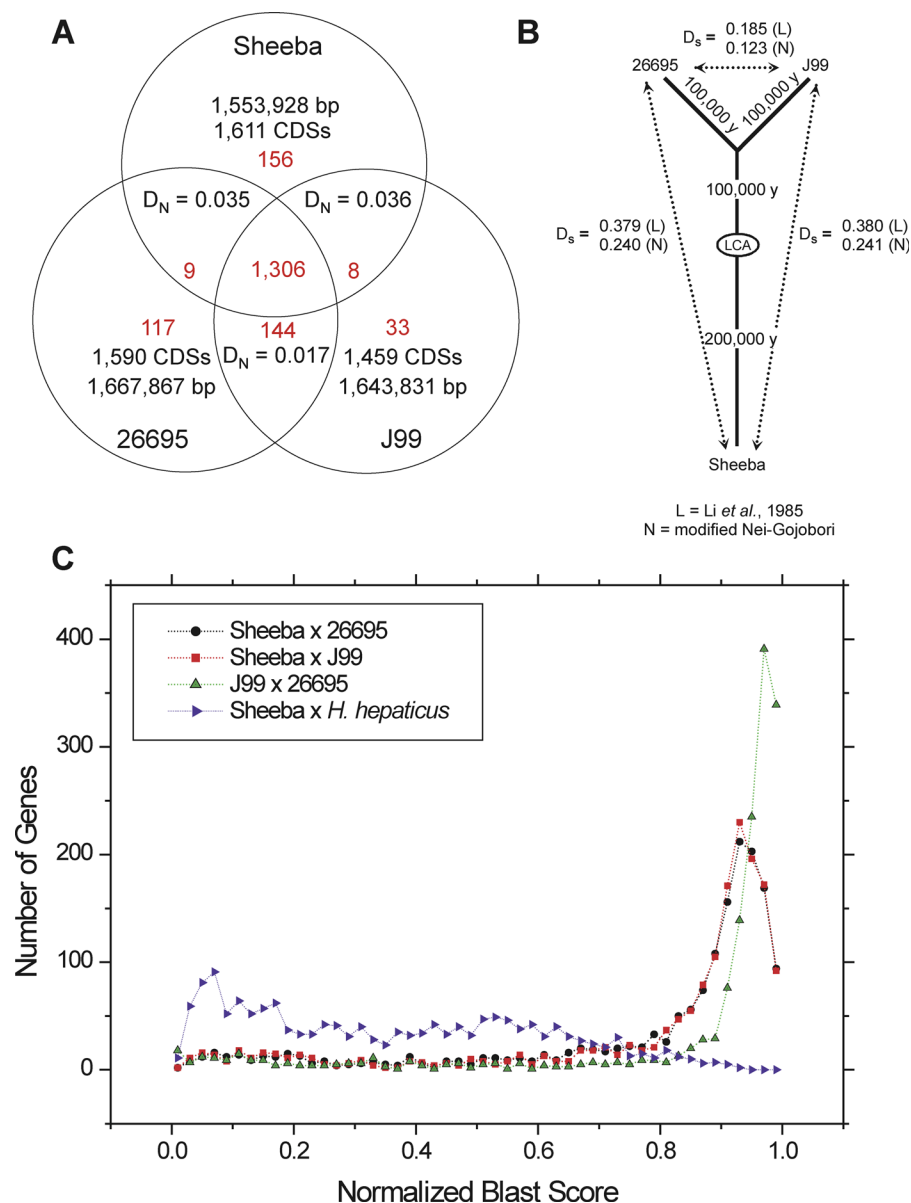 A
Sheeba
1,553,928 bp
1,611 CDSs
156
D_N = 0.035
D_N = 0.036
9
1,306
8
117
144
33
1,590 CDSs
D_N = 0.017
1,459 CDSs
1,667,867 bp
1,643,831 bp
26695
J99
B
D_s = 0.185 (L)
0.123 (N)
26695
J99
100,000 y
100,000 y
100,000 y
D_s = 0.379 (L)
0.240 (N)
LCA
D_s = 0.380 (L)
0.241 (N)
200,000 y
Sheeba
L = Li et al., 1985
N = modified Nei-Gojobori
C
Sheeba x 26695
Sheeba x J99
J99 x 26695
Sheeba x H. hepaticus
400
300
200
100
0
Number of Genes
0.0 0.2 0.4 0.6 0.8 1.0
Normalized Blast Score